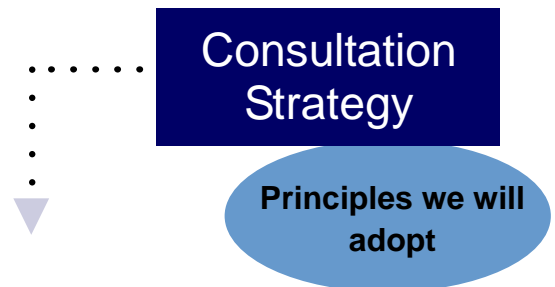 Consultation
Strategy
Principles we will
adopt